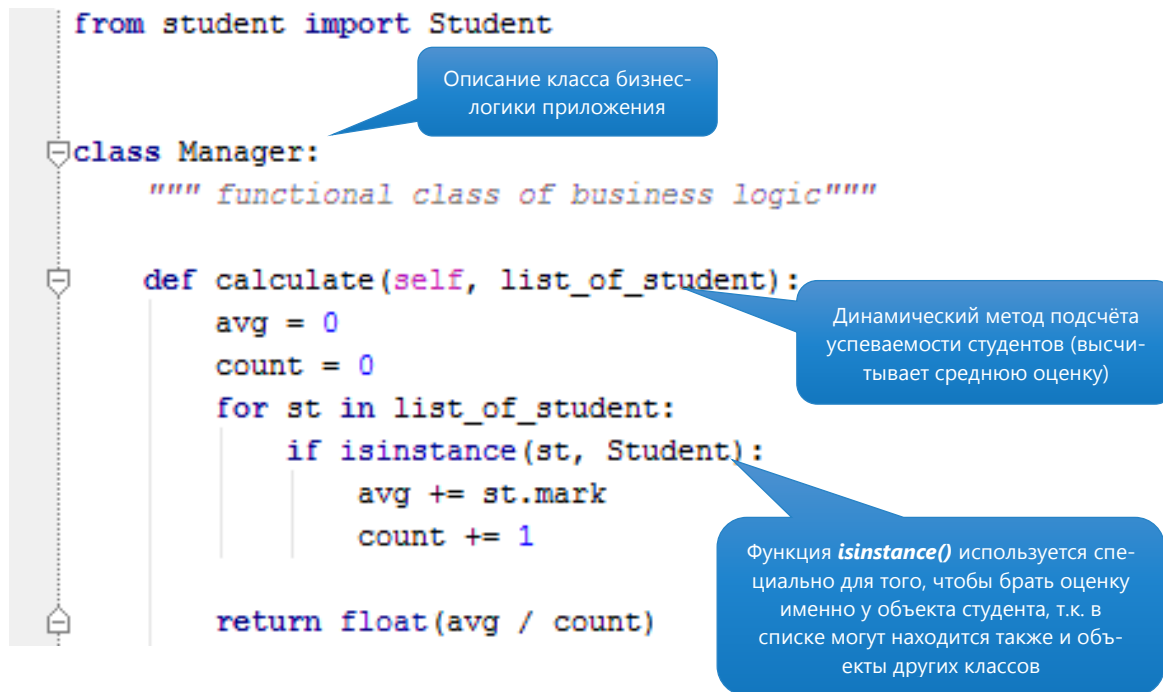 from student import Student
Описание класса бизнес-
логики приложения
class Manager:
""" functional class of business logic"""
def calculate(self, list_of_student):
avg = 0
count = 0
for st in list_of_student:
if isinstance(st, Student):
avg += st.mark
count += 1
return float(avg / count)
Динамический метод подсчёта
успеваемости студентов (высчи-
тывает среднюю оценку)
Функция isinstance() используется спе-
циально для того, чтобы брать оценку
именно у объекта студента, т.к. в
списке могут находится также и объ-
екты других классов